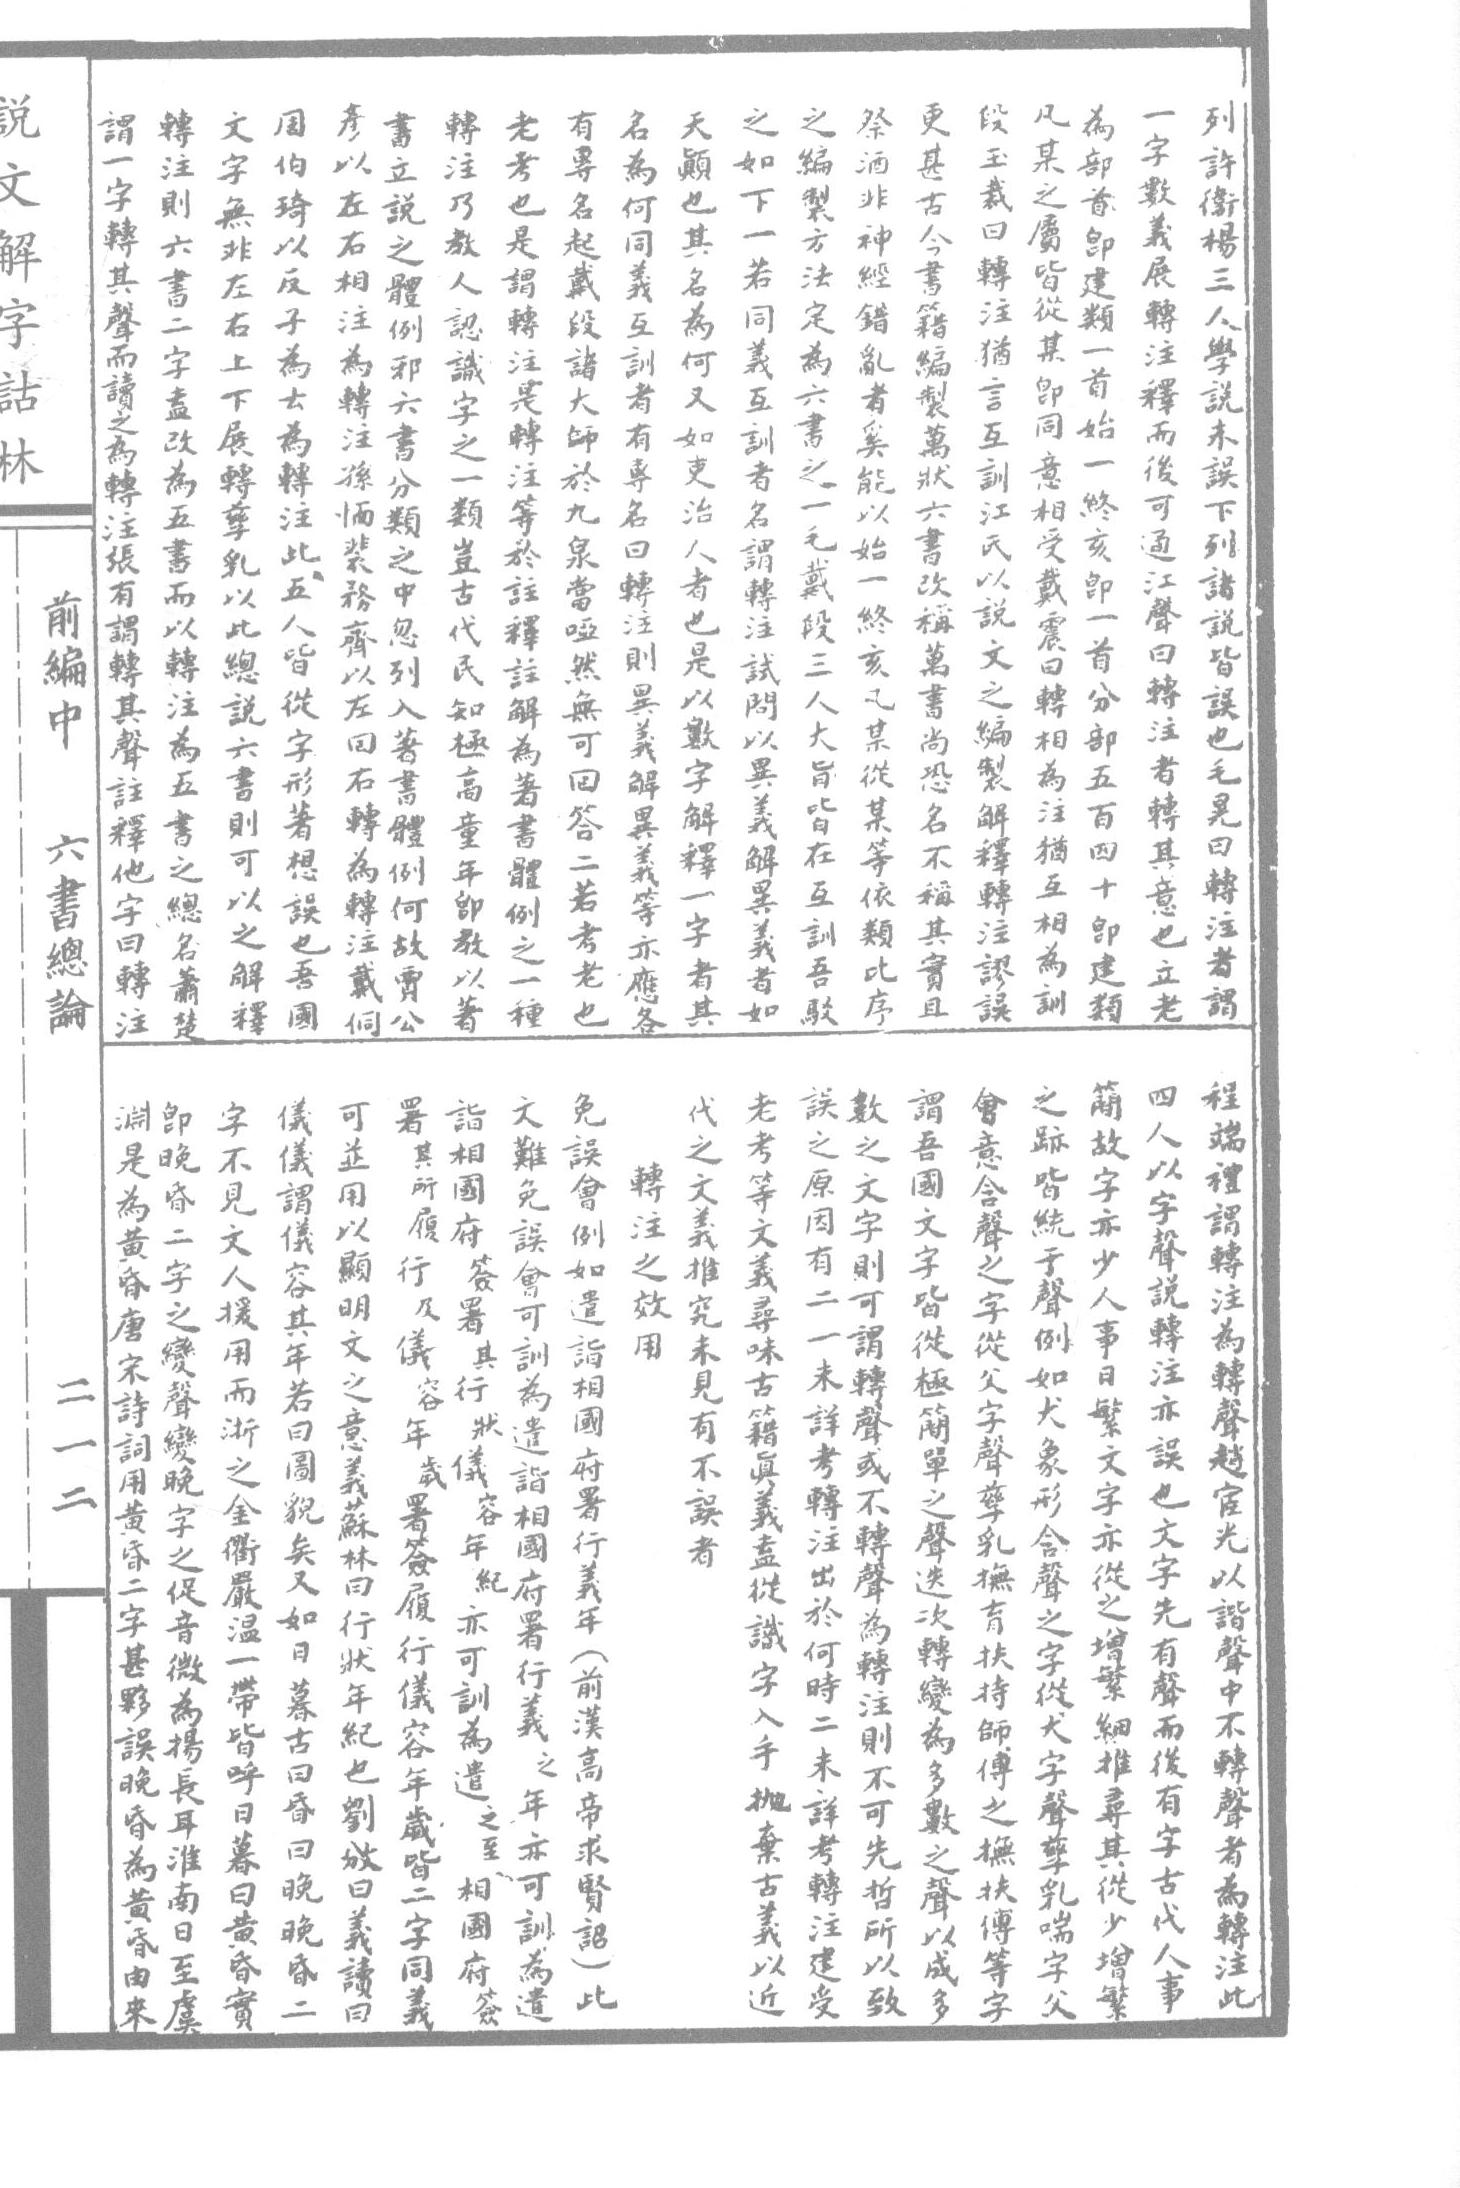 列許衛楊三人學說未誤下列諸說皆誤也毛晃曰轉注者謂
一字數義展轉注釋而後可通江聲曰轉注者轉其意也立老
為部首卽建類一首始一終亥卽一首分部五百四十卽建類
凡某之屬皆從某卽同意相受戴震曰轉相為注猶互相為訓
段玉裁曰轉注猶言互訓江氏以說文之編製解釋轉注謬誤
更甚古今書籍編製萬狀六書改稱萬書尚恐名不稱其實且
祭酒非神經錯亂者奚能以始一終亥凡某從某等依類比序
之編製方法定為六書之一毛戴段三人大旨皆在互訓吾駁
之如下一若同義互訓者名謂轉注試問以異義解異義者如
天顚也其名為何又如吏治人者也是以數字解釋一字者其
名為何同義互訓者有專名曰轉注則異義解異義等亦應各
有專名起戴段諸大師於九泉當啞然無可回答二若考老也
老考也是謂轉注是轉注等於註釋註解為著書體例之一種
轉注乃教人認識字之一類豈古代民知極高童年卽教以著
書立說之體例邪六書分類之中忽列入著書體例何故賈公
彥以左右相注為轉注孫愐裴務齊以左回右轉為轉注戴侗
周伯琦以反子為𠫓為轉注此五人皆從字形著想誤也吾國
文字無非左右上下展轉孳乳以此總說六書則可以之解釋
轉注則六書二字盍改為五書而以轉注為五書之總名蕭楚
謂一字轉其聲而讀之為轉注張有謂轉其聲註釋他字曰轉注
程端禮謂轉注為轉聲趙宧光以諧聲中不轉聲者為轉注此
四人以字聲說轉注亦誤也文字先有聲而後有字古代人事
簡故字亦少人事日繁文字亦從之增繁細推尋其從少增繁
之跡皆統于聲例如犬象形含聲之字從犬字聲孳乳喘字父
會意含聲之字從父字聲孳乳撫育扶持師傅之撫扶傅等字
謂吾國文字皆從極簡單之聲迭次轉變為多數之聲以成多
數之文字則可謂轉聲或不轉聲為轉注則不可先哲所以致
誤之原因有二一未詳考轉注出於何時二未詳考轉注建受
老考等文義尋味古籍眞義盍從識字入手拋棄古義以近
代之文義推究未見有不誤者
轉注之效用
免誤會例如遣詣相國府署行義年（前漢高帝求賢詔）此
文難免誤會可訓為遣詣相國府署行義之年亦可訓為遣
詣相國府簽署其行狀儀容年紀亦可訓為遣之至相國府簽
署其所履行及儀容年歲署簽履行儀容年歲皆二字同義
可並用以顯明文之意義蘇林曰行狀年紀也劉攽曰義讀曰
儀儀謂儀容其年若曰圖貌矣又如日暮古曰昏曰晚晚昏二
字不見文人援用而浙之金衢嚴溫一帶皆呼日暮曰黃昏實
卽晚昏二字之變聲變晚字之促音微為揚長耳淮南日至虞
淵是為黃昏唐宋詩詞用黃昏二字甚夥誤晚昏為黃昏由來
說文解字詁林
前編中 六書總論
二一二